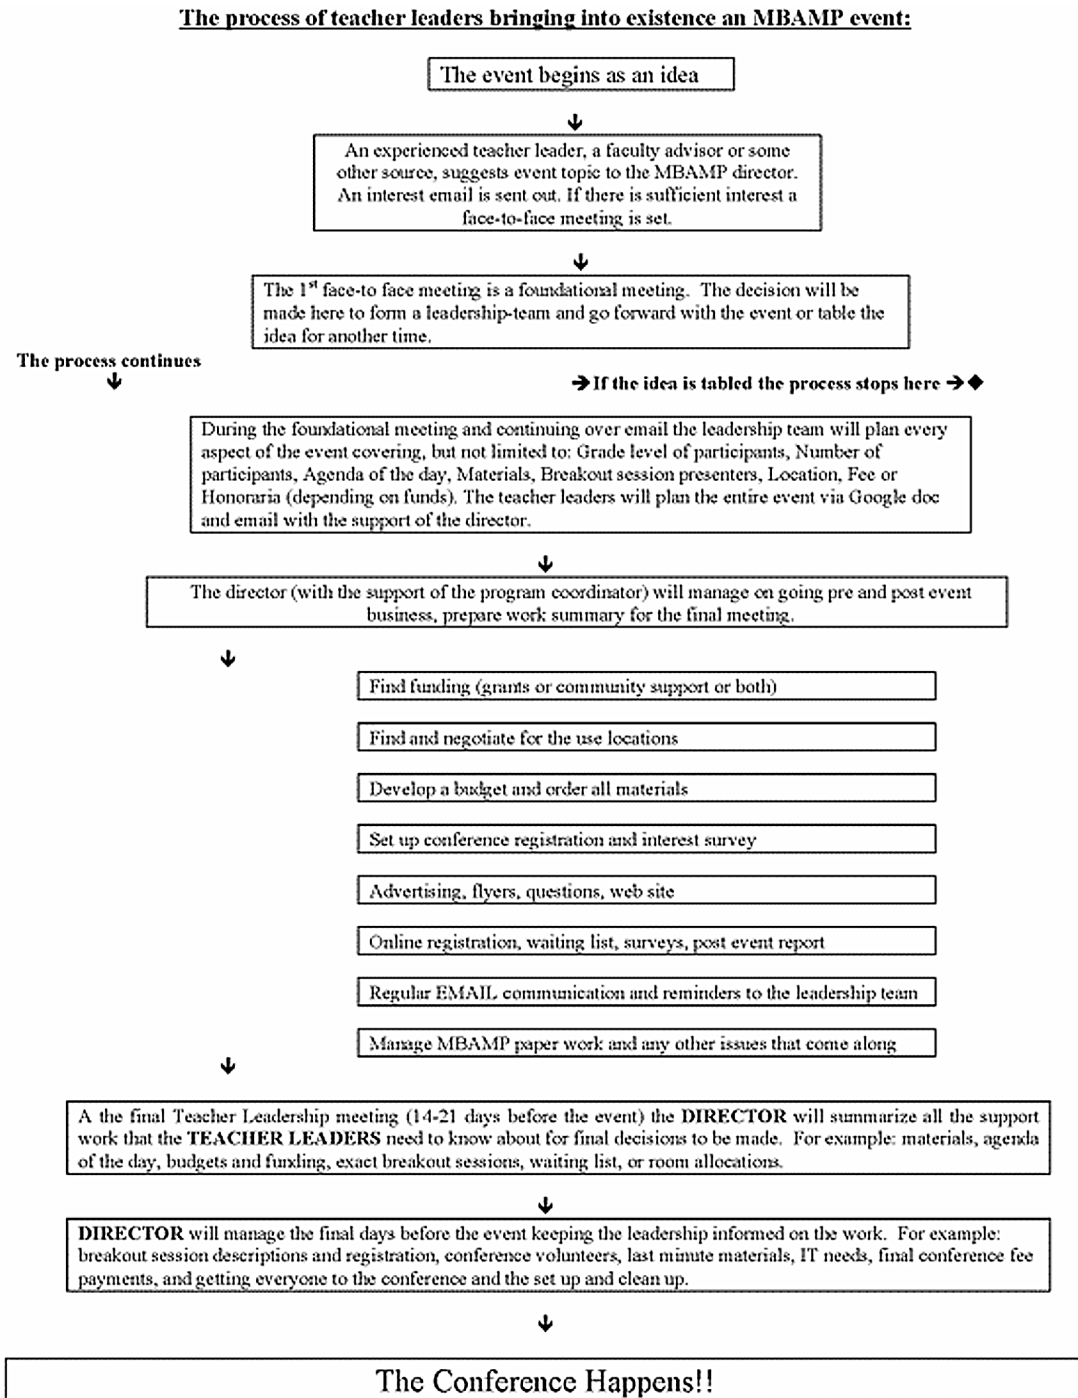 The process of teacher leaders bringing into existence an MBAMP event:
The event begins as an idea
An experienced teacher leader, a faculty advisor or some
other source, suggests event topic to the MBAMP director.
An interest email is sent out. If there is sufficient interest a
face-to-face meeting is set.
The 1st face-to face meeting is a foundational meeting. The decision will be
made here to form a leadership-team and go forward with the event or table the
idea for another time.
The process continues
If the idea is tabled the process stops here
During the foundational meeting and continuing over email the leadership team will plan every
aspect of the event covering, but not limited to: Grade level of participants, Number of
participants, Agenda of the day, Materials, Breakout session presenters, Location, Fee or
Honoraria (depending on funds). The teacher leaders will plan the entire event via Google doc
and email with the support of the director.
The director (with the support of the program coordinator) will manage on going pre and post event
business, prepare work summary for the final meeting.
Find funding (grants or community support or both)
Find and negotiate for the use locations
Develop a budget and order all materials
Set up conference registration and interest survey
Advertising, flyers, questions, web site
Online registration, waiting list, surveys, post event report
Regular EMAIL communication and reminders to the leadership team
Manage MBAMP paper work and any other issues that come along
A the final Teacher Leadership meeting (14-21 days before the event) the DIRECTOR will summarize all the support
work that the TEACHER LEADERS need to know about for final decisions to be made. For example: materials, agenda
of the day, budgets and funding, exact breakout sessions, waiting list, or room allocations.
DIRECTOR will manage the final days before the event keeping the leadership informed on the work. For example:
breakout session descriptions and registration, conference volunteers, last minute materials, IT needs, final conference fee
payments, and getting everyone to the conference and the set up and clean up.
The Conference Happens!!